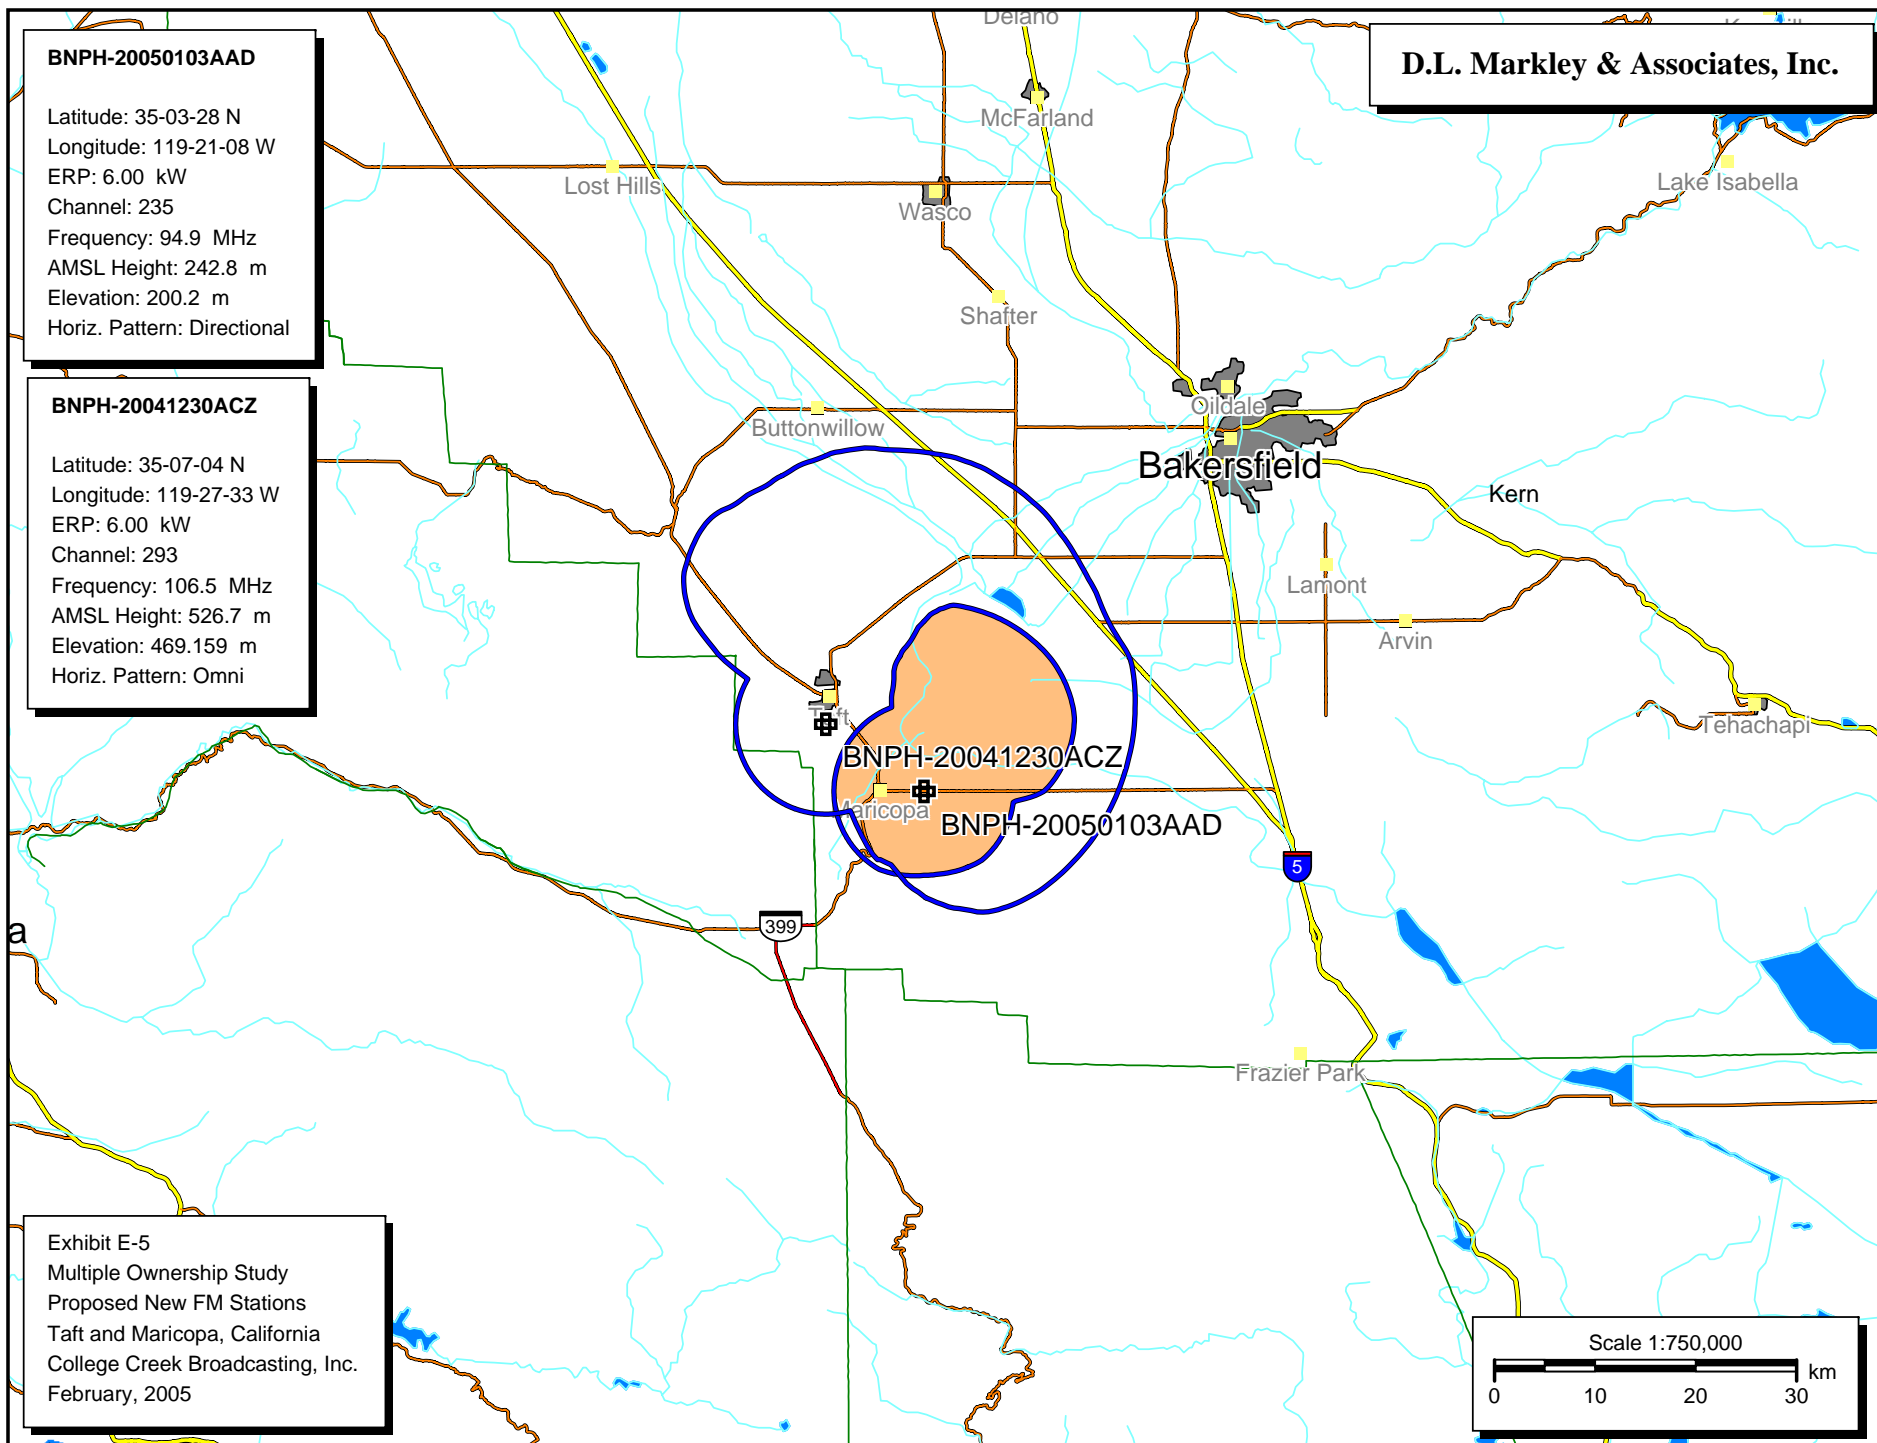 BNPH-20050103AAD
Latitude: 35-03-28 N
Longitude: 119-21-08 W
ERP: 6.00 kW
Channel: 235
Frequency: 94.9 MHz
AMSL Height: 242.8 m
Elevation: 200.2 m
Horiz. Pattern: Directional
BNPH-20041230ACZ
Latitude: 35-07-04 N
Longitude: 119-27-33 W
ERP: 6.00 kW
Channel: 293
Frequency: 106.5 MHz
AMSL Height: 526.7 m
Elevation: 469.159 m
Horiz. Pattern: Omni
D.L. Markley & Associates, Inc.
Delano
McFarland
Lost Hills
Wasco
Lake Isabella
Shafter
Oildale
Buttonwillow
Bakersfield
Kern
Lamont
Arvin
Taft
Tehachapi
BNPH-20041230ACZ
Maricopa
BNPH-20050103AAD
5
399
a
Frazier Park
Exhibit E-5
Multiple Ownership Study
Proposed New FM Stations
Taft and Maricopa, California
College Creek Broadcasting, Inc.
February, 2005
Scale 1:750,000
km
0 10 20 30